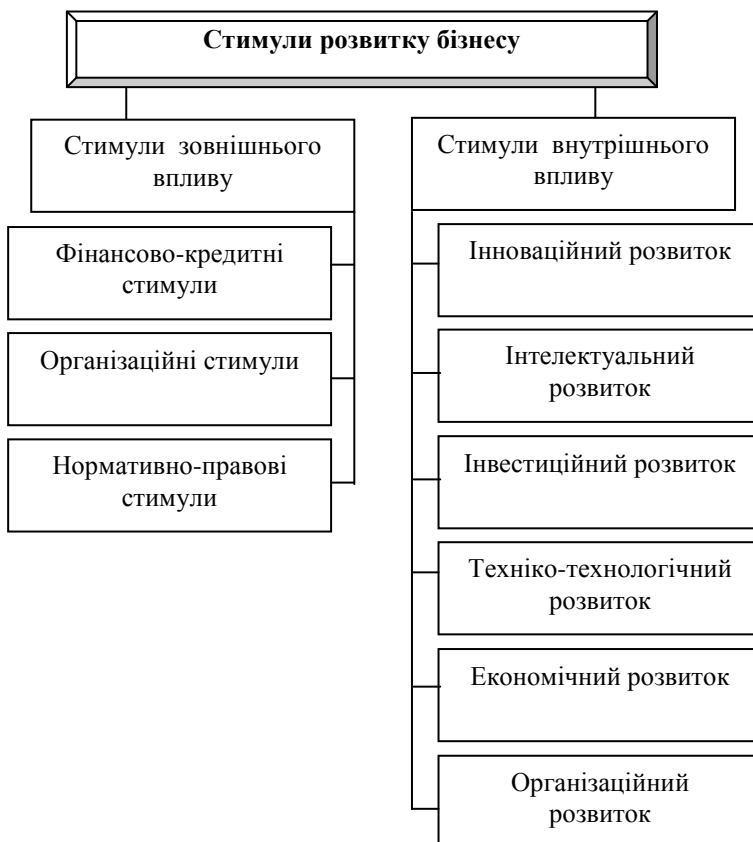 Стимули розвитку бізнесу
Стимули зовнішнього
впливу
Фінансово-кредитні
стимули
Організаційні стимули
Нормативно-правові
стимули
Стимули внутрішнього
впливу
Інноваційний розвиток
Інтелектуальний
розвиток
Інвестиційний розвиток
Техніко-технологічний
розвиток
Економічний розвиток
Організаційний
розвиток